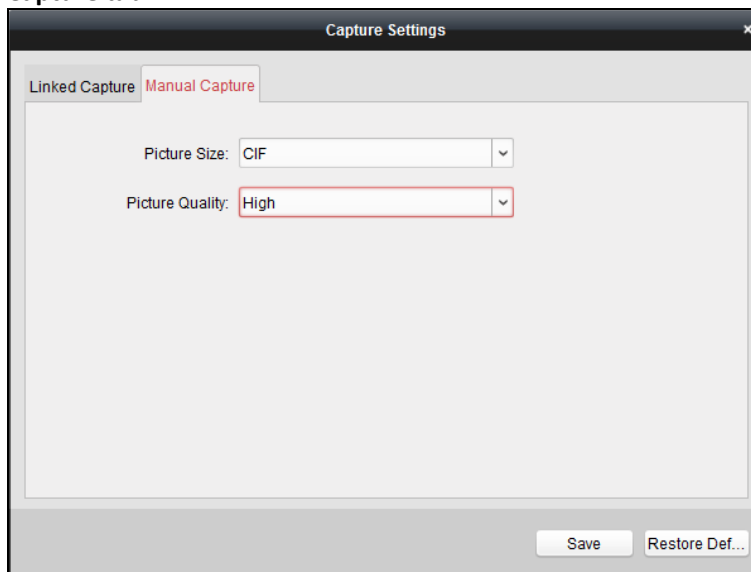 Capture Settings ×
Linked Capture Manual Capture
Picture Size: CIF
Picture Quality: High
Save Restore Def...